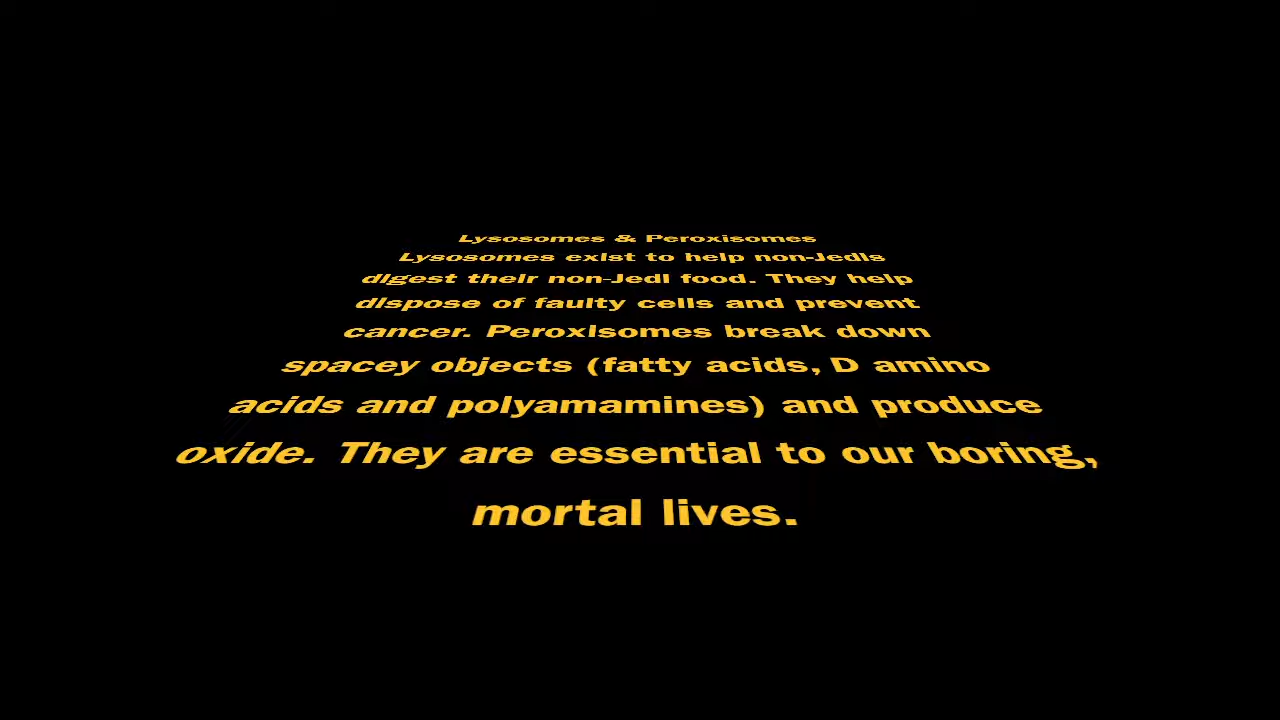 Lysosomes & Peroxisomes
Lysosomes exist to help non-Jedis
digest their non-Jedi food. They help
dispose of faulty cells and prevent
cancer. Peroxisomes break down
spacey objects (fatty acids, D amino
acids and polyamamines) and produce
oxide. They are essential to our boring,
mortal lives.